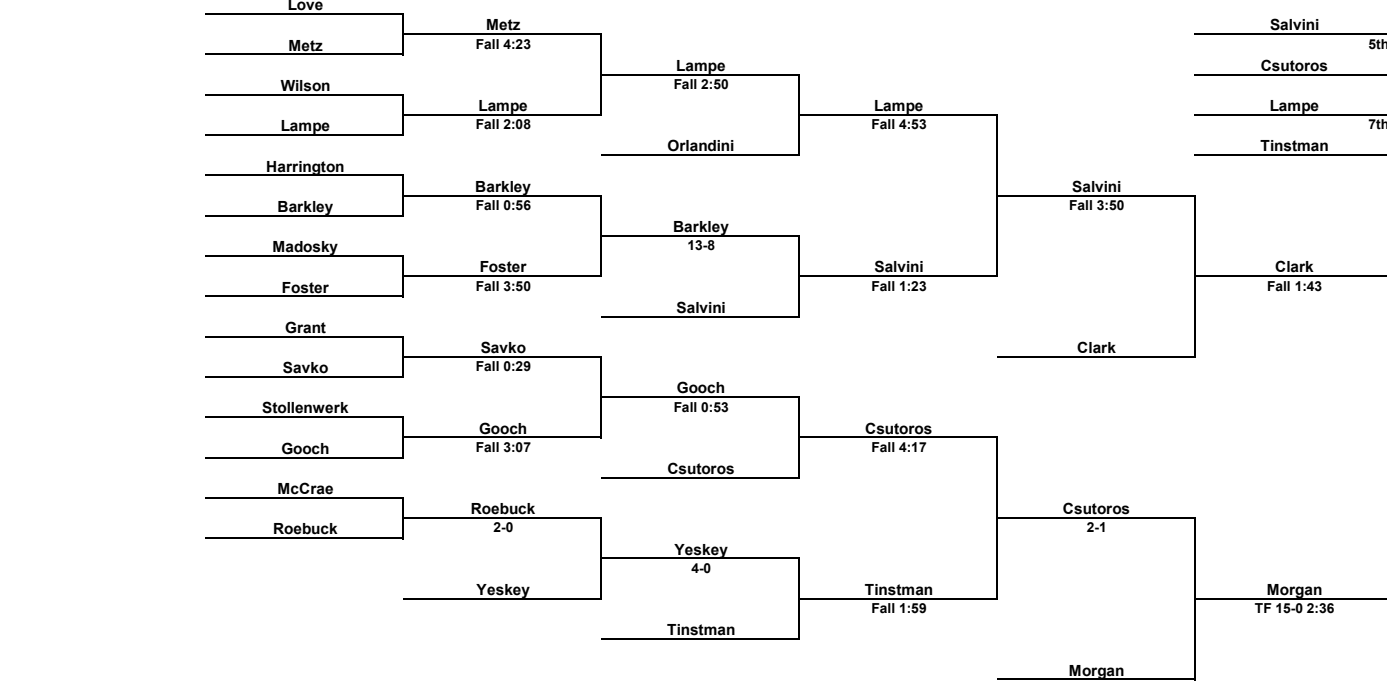 Love
Metz
Salvini
Metz
Fall 4:23
5th
Lampe
Csutoros
Wilson
Fall 2:50
Lampe
Lampe
Lampe
Lampe
Fall 2:08
Fall 4:53
7th
Orlandini
Tinstman
Harrington
Barkley
Salvini
Barkley
Fall 0:56
Fall 3:50
Barkley
Madosky
13-8
Foster
Salvini
Clark
Foster
Fall 3:50
Fall 1:23
Fall 1:43
Salvini
Grant
Savko
Clark
Savko
Fall 0:29
Gooch
Stollenwerk
Fall 0:53
Gooch
Csutoros
Gooch
Fall 3:07
Fall 4:17
Csutoros
McCrae
Roebuck
Csutoros
Roebuck
2-0
2-1
Yeskey
4-0
Yeskey
Tinstman
Morgan
Fall 1:59
TF 15-0 2:36
Tinstman
Morgan